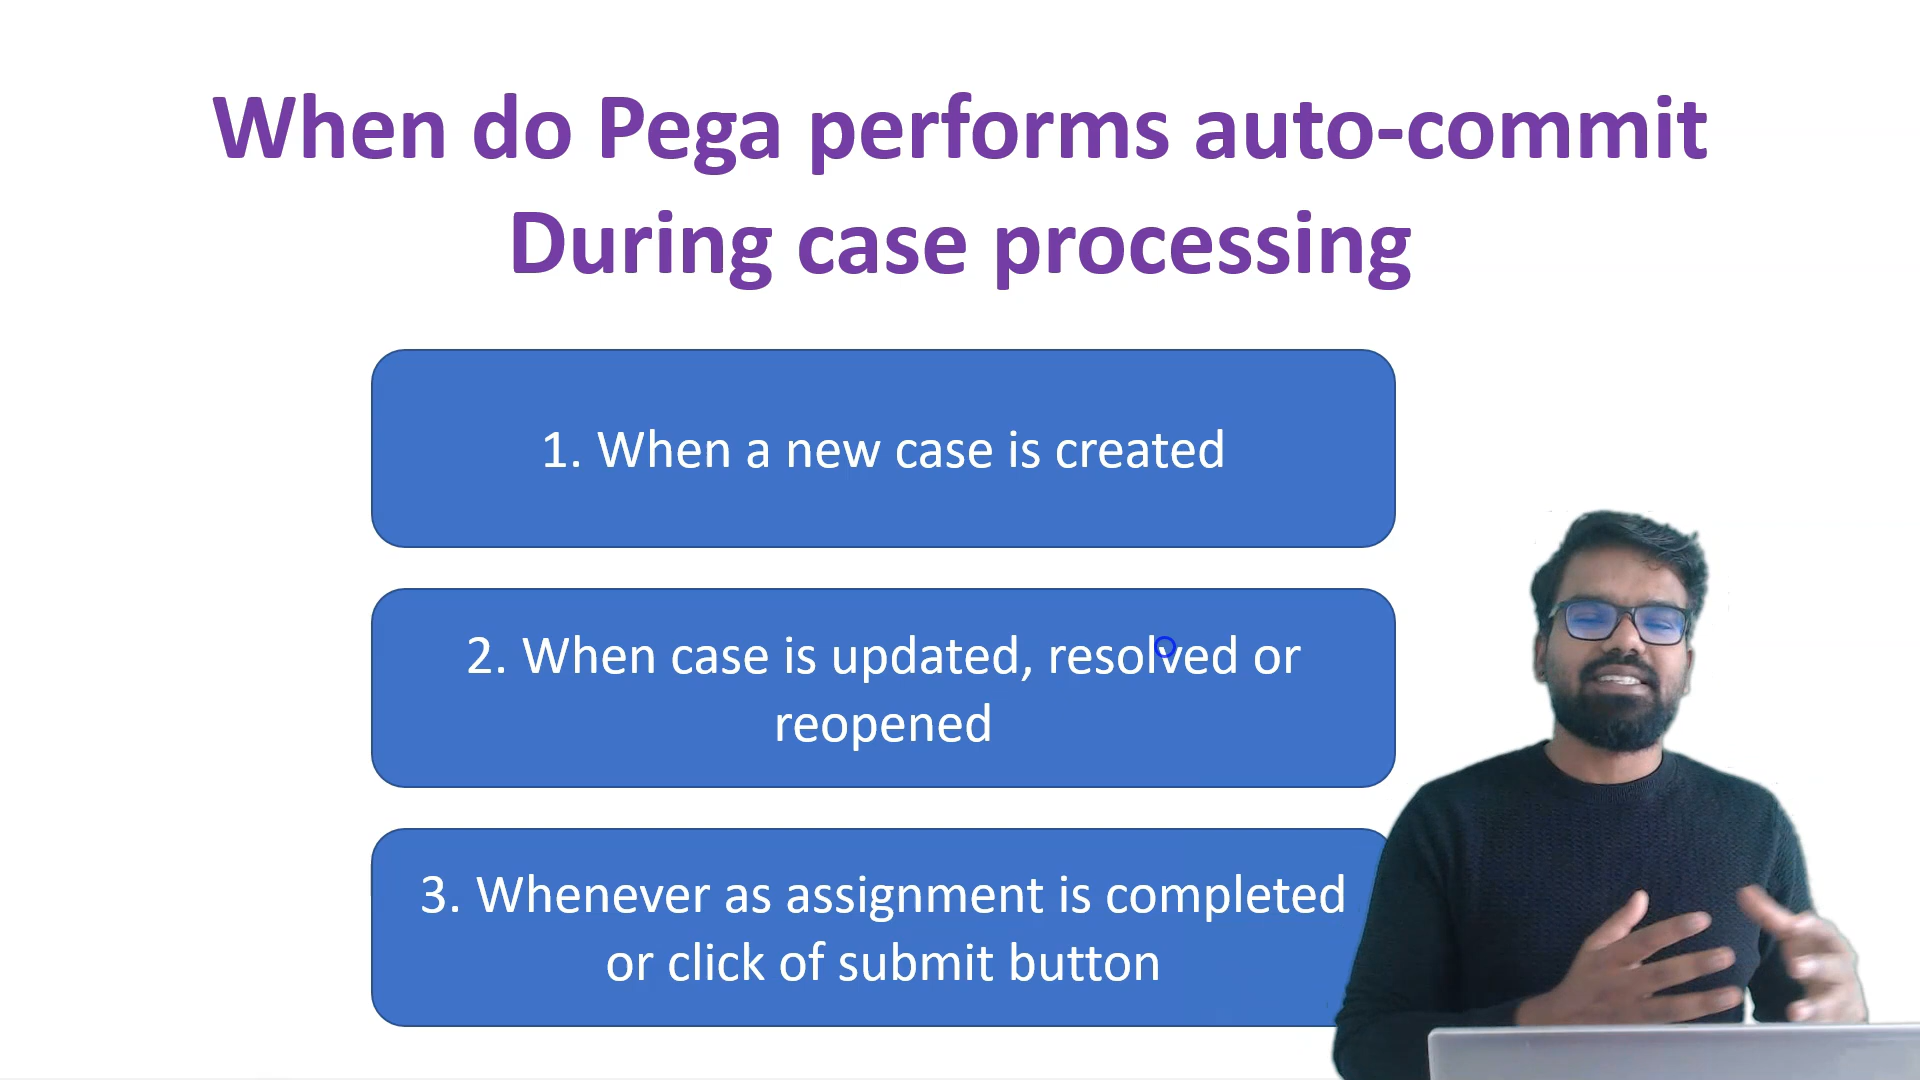 When do Pega performs auto-commit
During case processing
1. When a new case is created
2. When case is updated, resolved or
reopened
3. Whenever as assignment is completed
or click of submit button